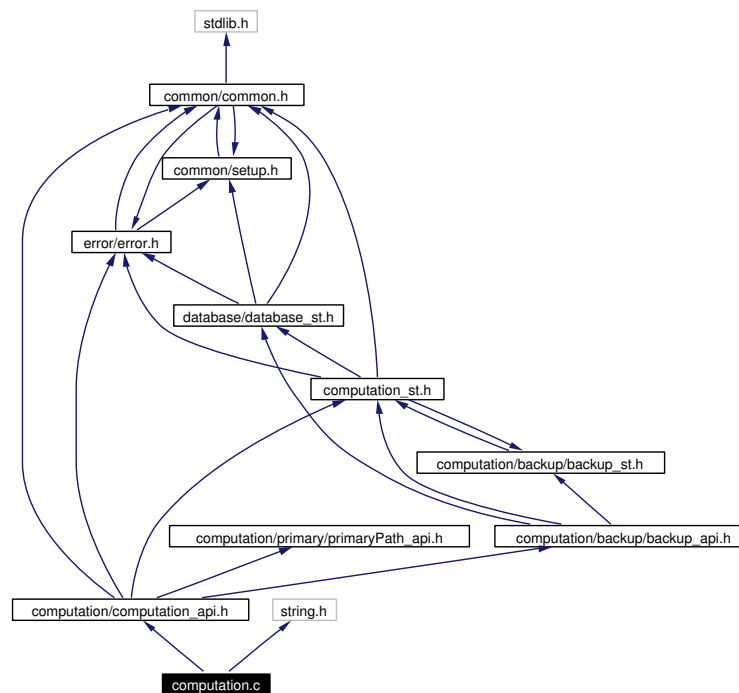 stdlib.h
common/common.h
common/setup.h
error/error.h
database/database_st.h
computation_st.h
computation/backup/backup_st.h
computation/primary/primaryPath_api.h
computation/backup/backup_api.h
computation/computation_api.h
string.h
computation.c